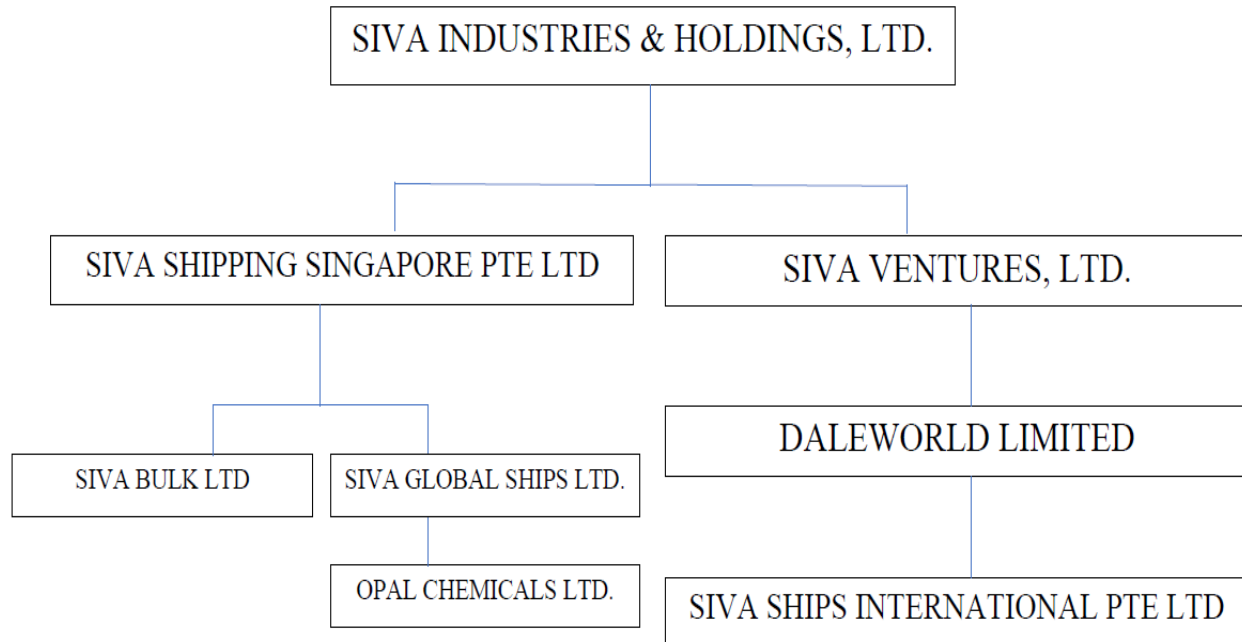 SIVA INDUSTRIES & HOLDINGS, LTD.
SIVA SHIPPING SINGAPORE PTE LTD
SIVA VENTURES, LTD.
DALEWORLD LIMITED
SIVA BULK LTD
SIVA GLOBAL SHIPS LTD.
OPAL CHEMICALS LTD.
SIVA SHIPS INTERNATIONAL PTE LTD